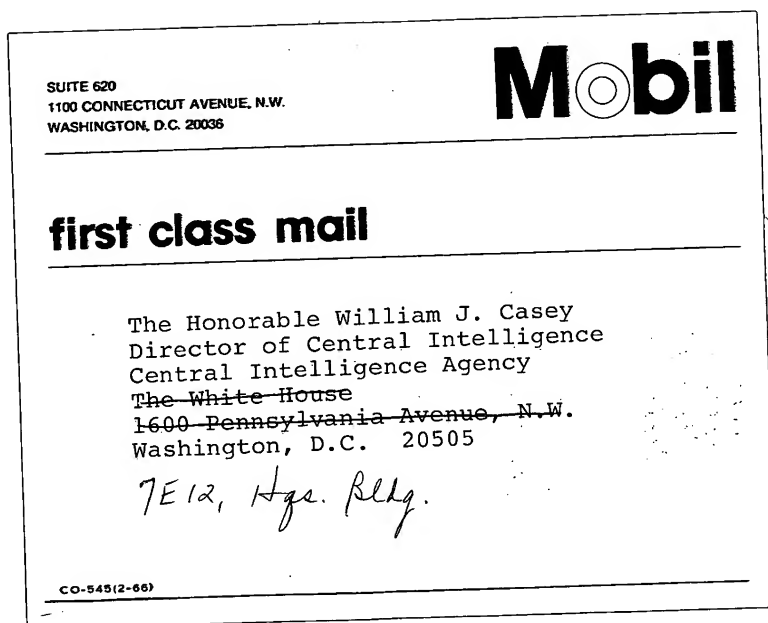 SUITE 620
1100 CONNECTICUT AVENUE, N.W.
WASHINGTON, D.C. 20036
Mobil
first class mail
The Honorable William J. Casey
Director of Central Intelligence
Central Intelligence Agency
The White House
1600 Pennsylvania Avenue, N.W.
Washington, D.C. 20505
7E12, Hqs. Bldg.
CO-545(2-66)